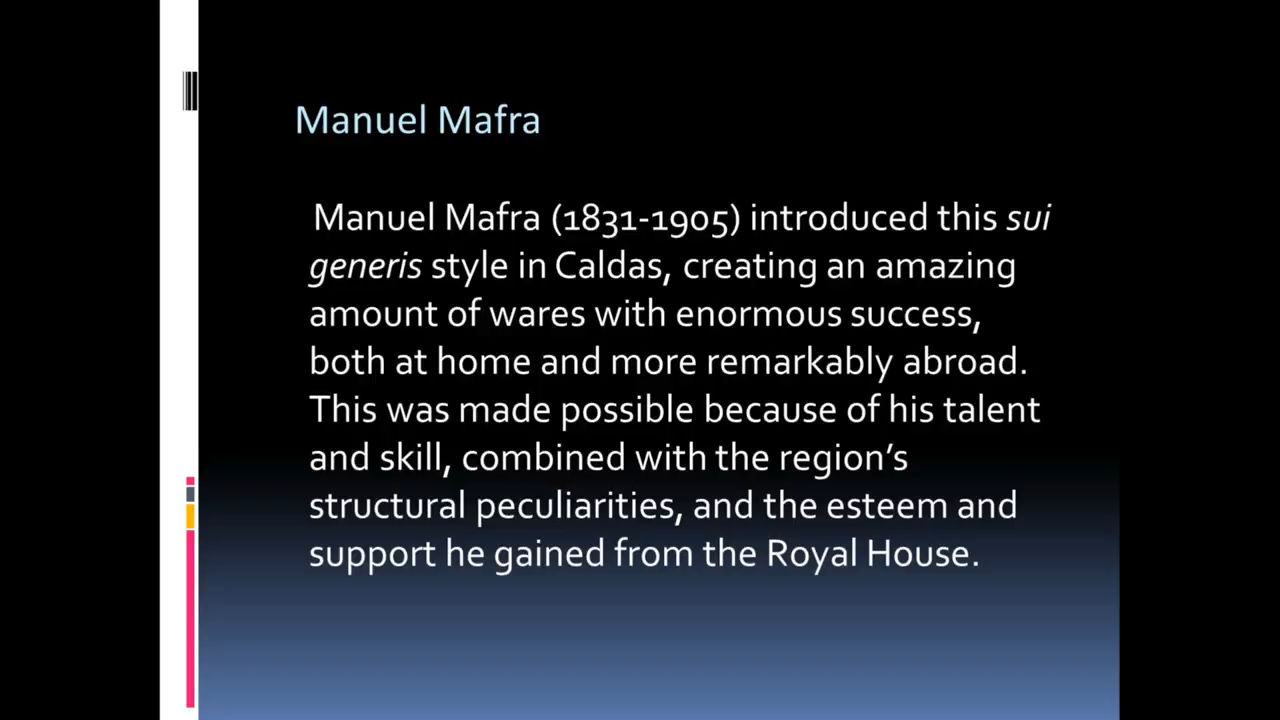 Manuel Mafra
Manuel Mafra (1831-1905) introduced this sui
generis style in Caldas, creating an amazing
amount of wares with enormous success,
both at home and more remarkably abroad.
This was made possible because of his talent
and skill, combined with the region’s
structural peculiarities, and the esteem and
support he gained from the Royal House.